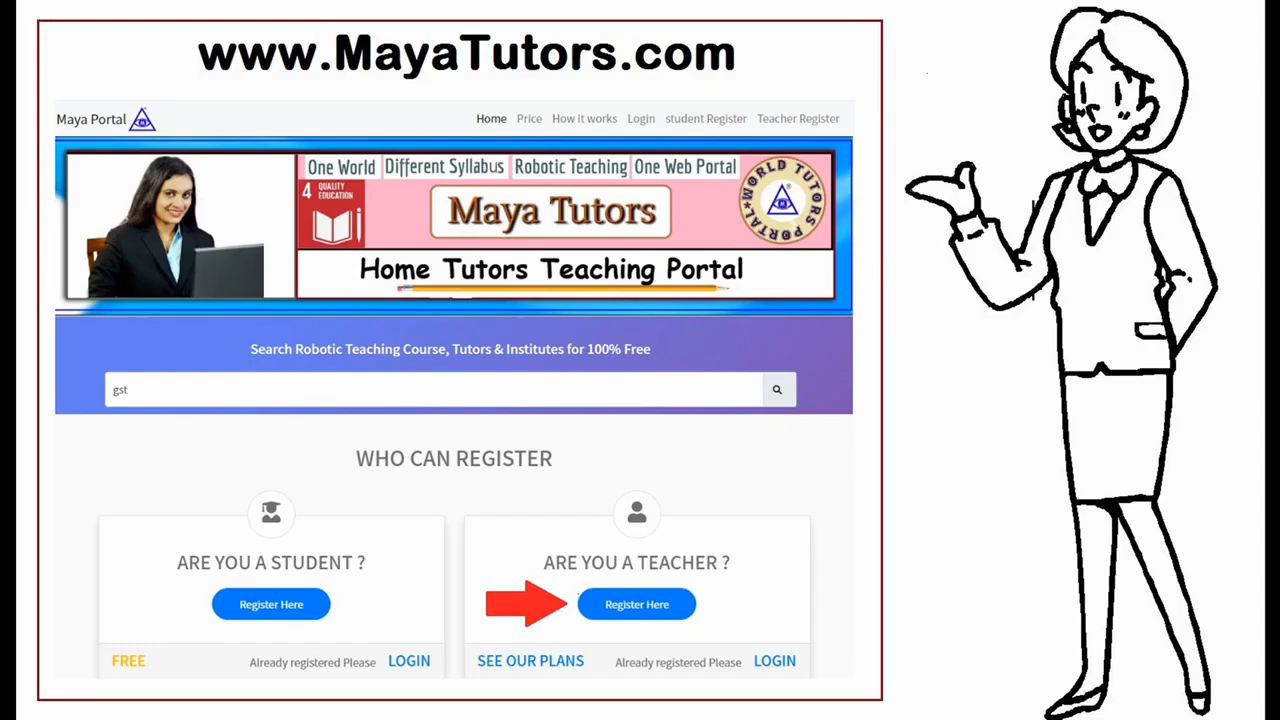 www.MayaTutors.com
Maya Portal
Home Price How it works Login student Register Teacher Register
One World Different Syllabus Robotic Teaching One Web Portal
4 QUALITY EDUCATION
Maya Tutors
WORLD TUTORS PORTAL
Home Tutors Teaching Portal
Search Robotic Teaching Course, Tutors & Institutes for 100% Free
gst
WHO CAN REGISTER
ARE YOU A STUDENT ?
Register Here
FREE Already registered Please LOGIN
ARE YOU A TEACHER ?
Register Here
SEE OUR PLANS Already registered Please LOGIN